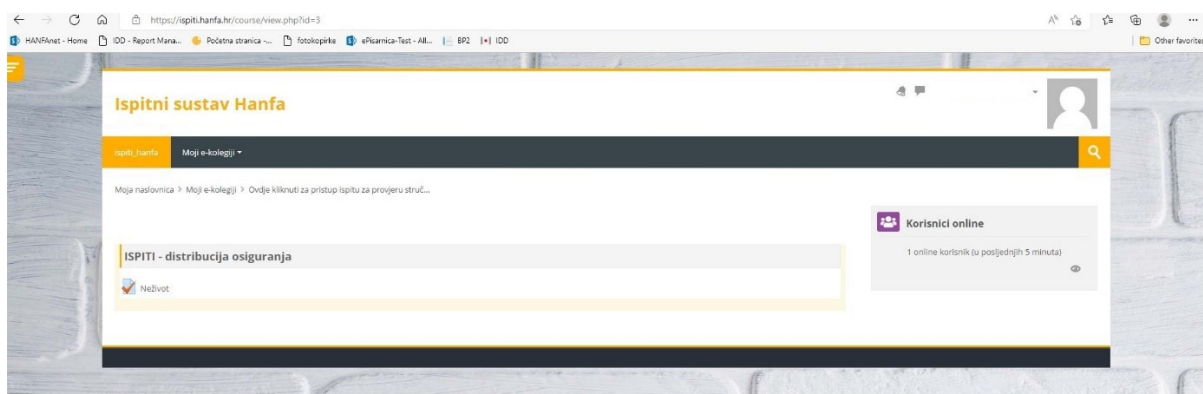 https://ispiti.hanfa.hr/course/view.php?id=3
HANFAnet - Home IDD - Report Mana... Početna stranica -... fotokopirke ePisarnica-Test - All... BP2 IDD Other favorites
Ispitni sustav Hanfa
ispiti_hanfa Moji e-kolegiji
Moja naslovnica > Moji e-kolegiji > Ovdje kliknuti za pristup ispitu za provjeru struč...
Korisnici online
1 online korisnik (u posljednjih 5 minuta)
ISPITI - distribucija osiguranja
Neživot